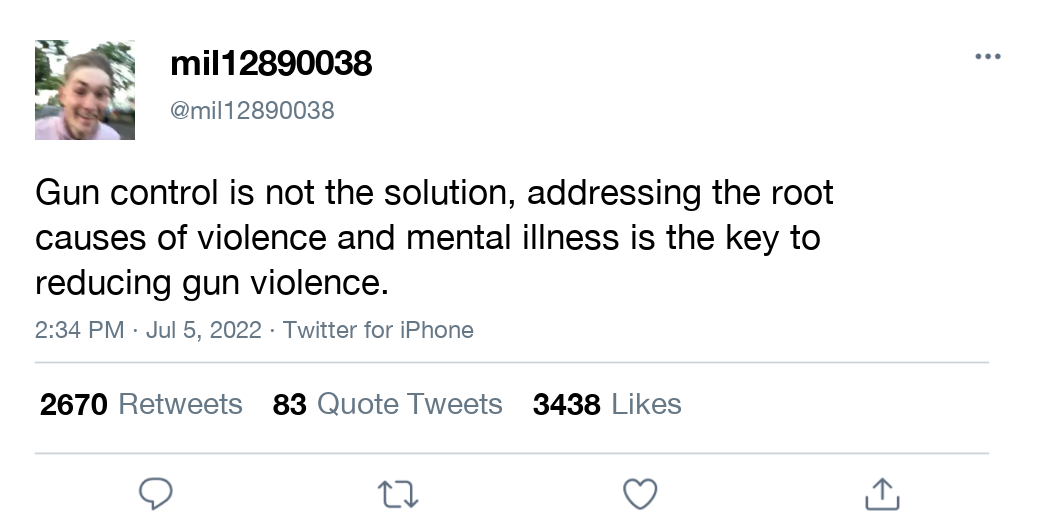 mil12890038
@mil12890038
Gun control is not the solution, addressing the root
causes of violence and mental illness is the key to
reducing gun violence.
2:34 PM · Jul 5, 2022 · Twitter for iPhone
2670 Retweets 83 Quote Tweets 3438 Likes